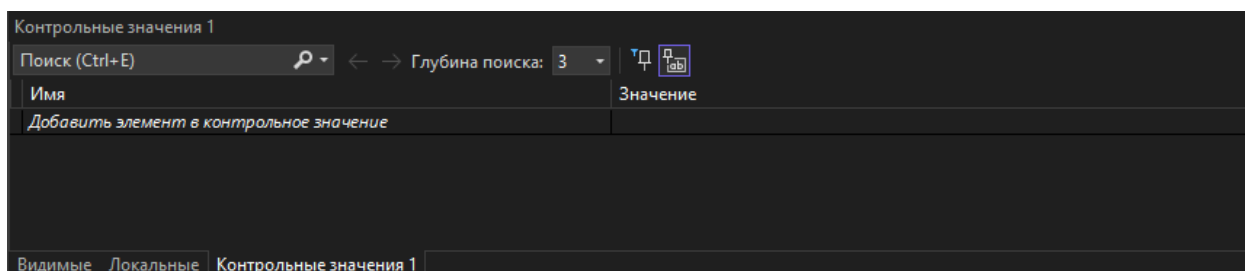 Контрольные значения 1
Поиск (Ctrl+E) Глубина поиска: 3 ab
Имя Значение
Добавить элемент в контрольное значение
Видимые Локальные Контрольные значения 1